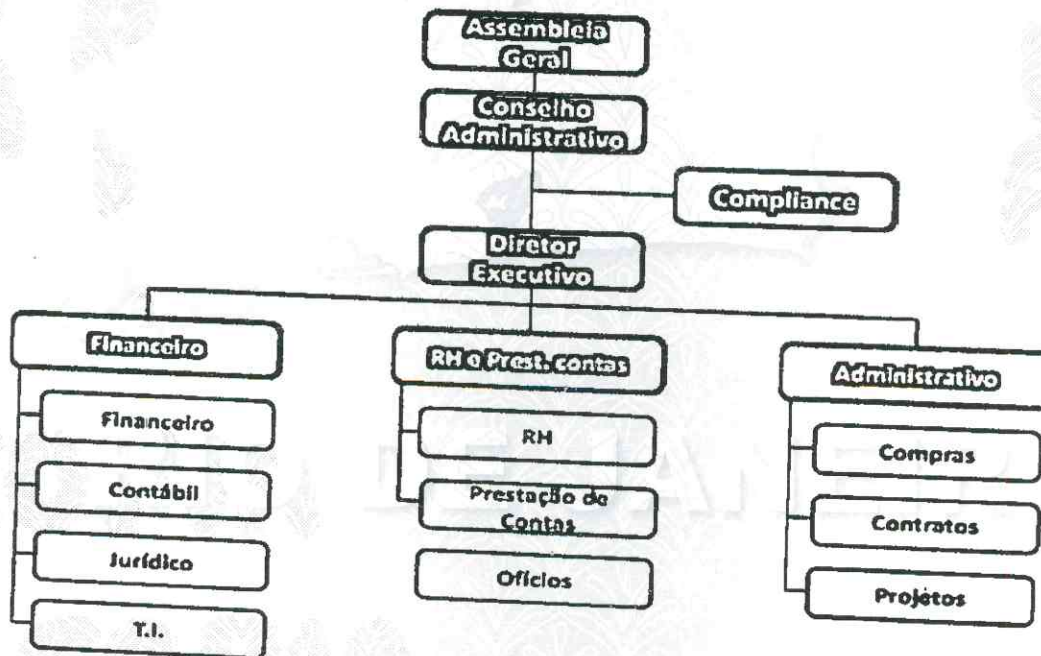 Assembleia
Geral
Conselho
Administrativo
Compliance
Diretor
Executivo
Financeiro
Financeiro
Contábil
Jurídico
T.I.
RH e Prest. contas
RH
Prestação de
Contas
Ofícios
Administrativo
Compras
Contratos
Projetos